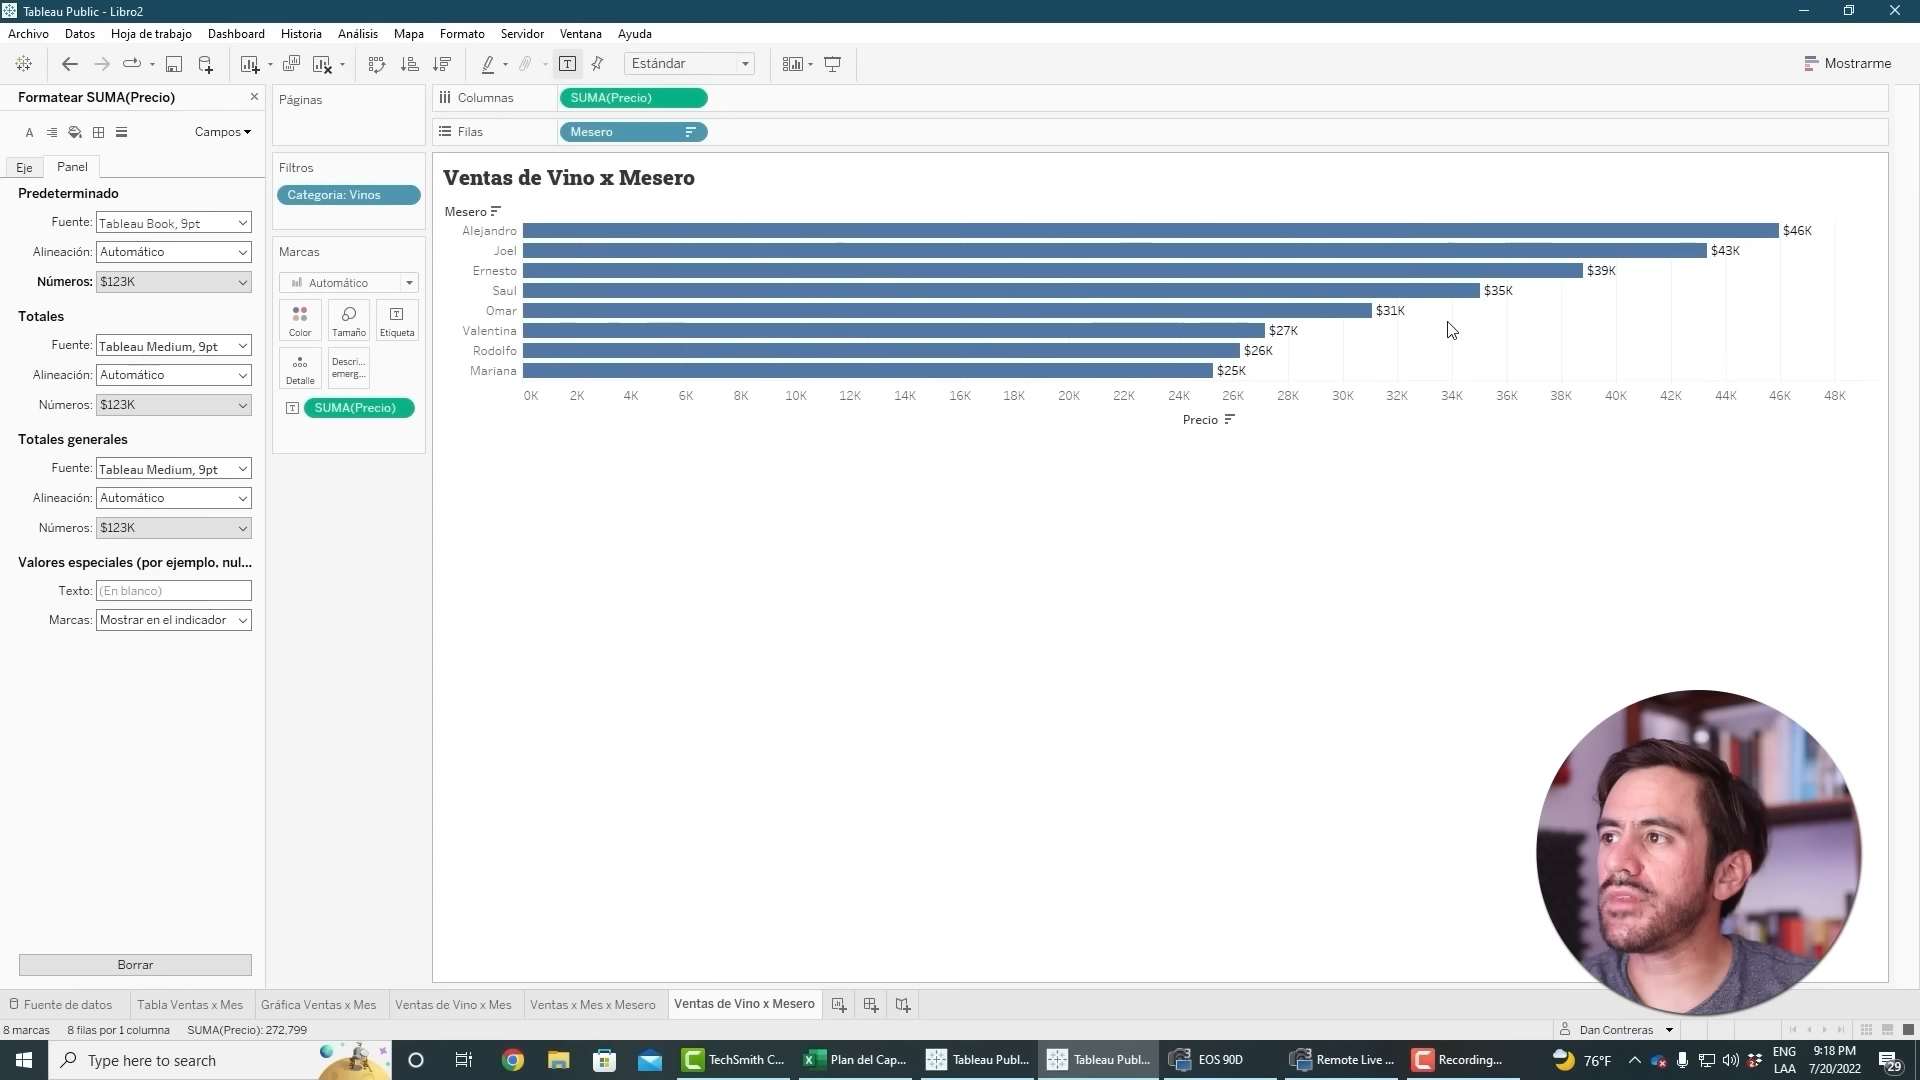 Tableau Public - Libro2
Archivo Datos Hoja de trabajo Dashboard Historia Análisis Mapa Formato Servidor Ventana Ayuda
Estándar
Mostrarme
Formatear SUMA(Precio)
Campos
Eje Panel
Predeterminado
Fuente: Tableau Book, 9pt
Alineación: Automático
Números: $123K
Totales
Fuente: Tableau Medium, 9pt
Alineación: Automático
Números: $123K
Totales generales
Fuente: Tableau Medium, 9pt
Alineación: Automático
Números: $123K
Valores especiales (por ejemplo, nul...
Texto: (En blanco)
Marcas: Mostrar en el indicador
Borrar
Páginas
Filtros
Categoria: Vinos
Marcas
Automático
Color Tamaño Etiqueta
Detalle Descri... emerg...
SUMA(Precio)
Columnas SUMA(Precio)
Filas Mesero
Ventas de Vino x Mesero
Mesero
Alejandro $46K
Joel $43K
Ernesto $39K
Saul $35K
Omar $31K
Valentina $27K
Rodolfo $26K
Mariana $25K
0K 2K 4K 6K 8K 10K 12K 14K 16K 18K 20K 22K 24K 26K 28K 30K 32K 34K 36K 38K 40K 42K 44K 46K 48K
Precio
Fuente de datos Tabla Ventas x Mes Gráfica Ventas x Mes Ventas de Vino x Mes Ventas x Mes x Mesero Ventas de Vino x Mesero
8 marcas 8 filas por 1 columna SUMA(Precio): 272,799
Dan Contreras
Type here to search
TechSmith C... Plan del Cap... Tableau Publ... Tableau Publ... EOS 90D Remote Live ... Recording...
76°F
ENG
LAA
9:18 PM
7/20/2022
29